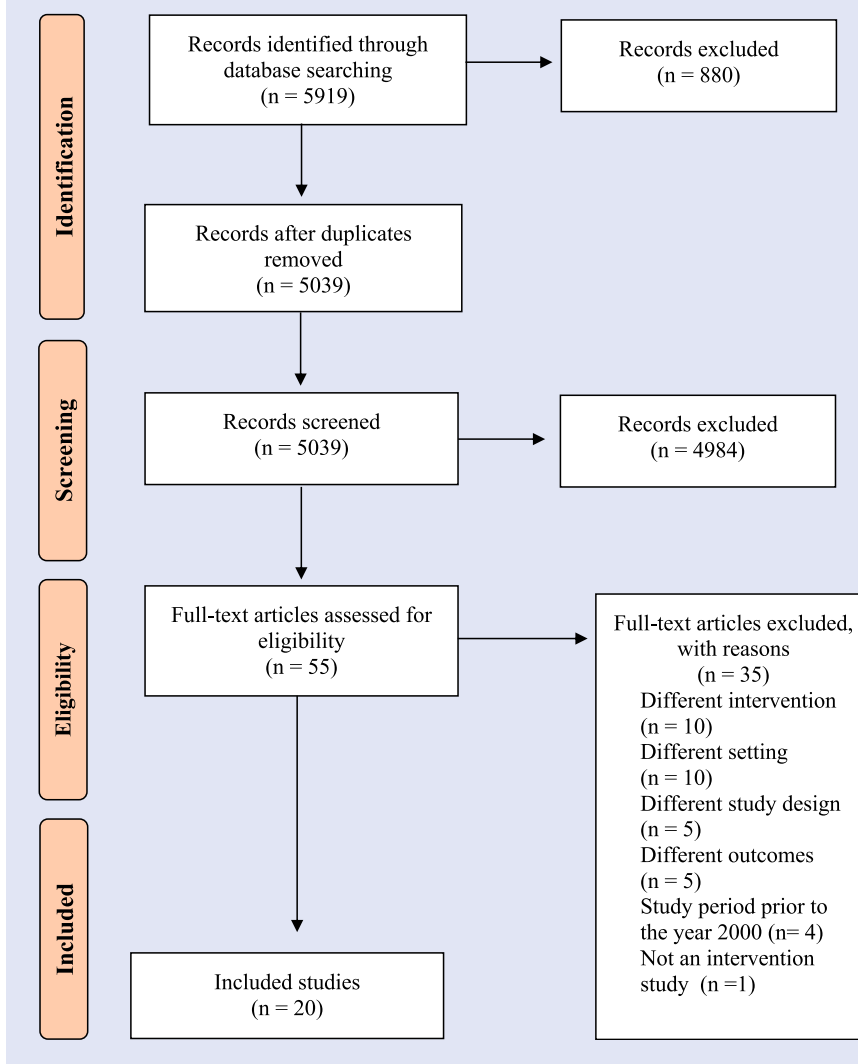 Identification
Records identified through
database searching
(n = 5919)
Records excluded
(n = 880)
Records after duplicates
removed
(n = 5039)
Screening
Records screened
(n = 5039)
Records excluded
(n = 4984)
Eligibility
Full-text articles assessed for
eligibility
(n = 55)
Full-text articles excluded,
with reasons
(n = 35)
Different intervention
(n = 10)
Different setting
(n = 10)
Different study design
(n = 5)
Different outcomes
(n = 5)
Study period prior to
the year 2000 (n= 4)
Not an intervention
study (n =1)
Included
Included studies
(n = 20)